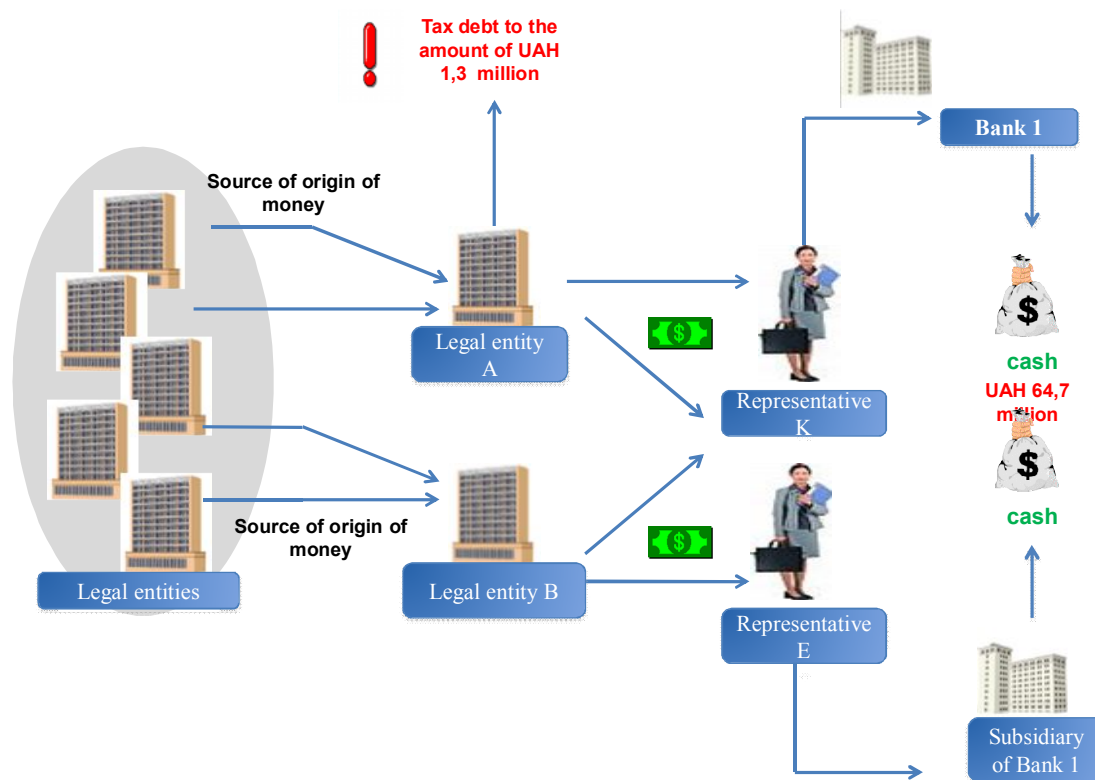 Tax debt to the
amount of UAH
1,3 million
Bank 1
Source of origin of
money
Legal entity
A
cash
UAH 64,7
million
Representative
K
cash
Source of origin of
money
Legal entities
Legal entity B
Representative
E
Subsidiary
of Bank 1
$
$
$
$